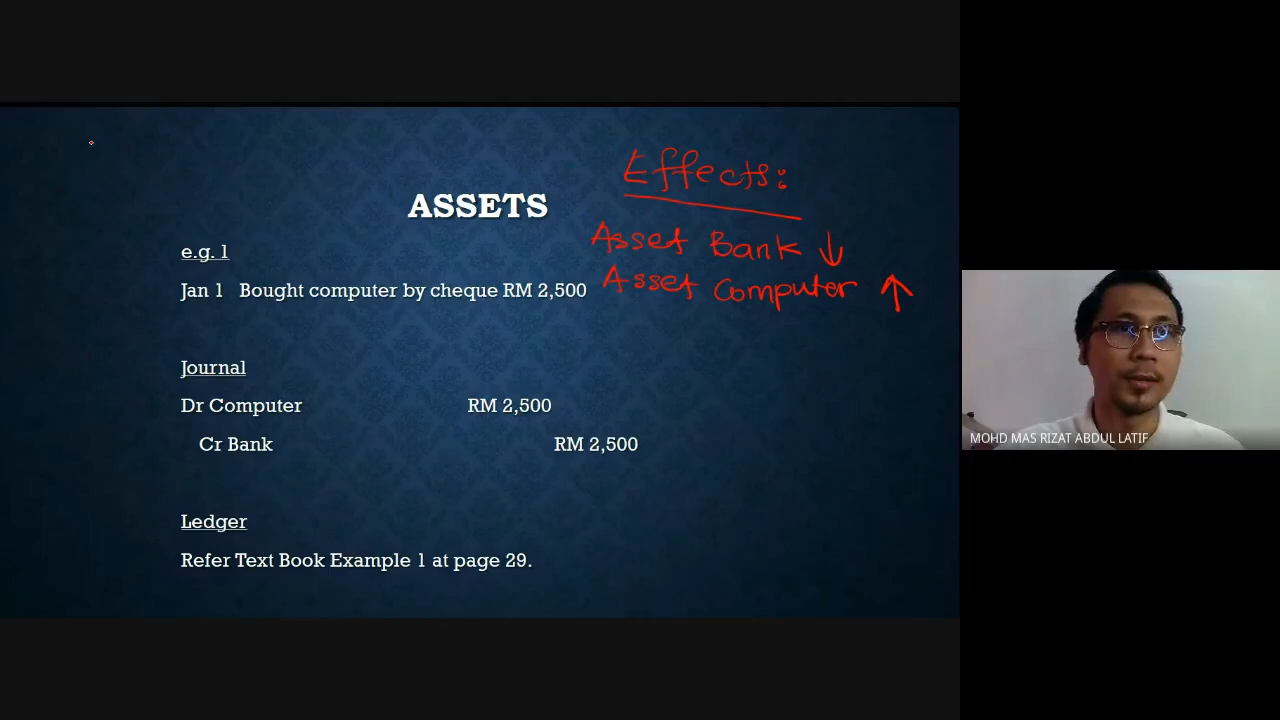 Effects:
ASSETS
Asset Bank ↓
e.g. 1
Asset Computer ↑
Jan 1 Bought computer by cheque RM 2,500
Journal
Dr Computer RM 2,500
Cr Bank RM 2,500
MOHD MAS RIZAT ABDUL LATIF
Ledger
Refer Text Book Example 1 at page 29.